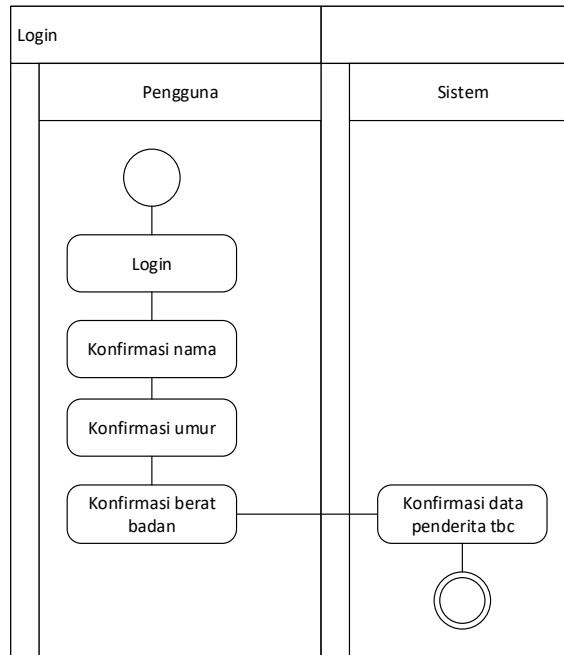 Login
Pengguna
Sistem
Login
Konfirmasi nama
Konfirmasi umur
Konfirmasi berat
badan
Konfirmasi data
penderita tbc